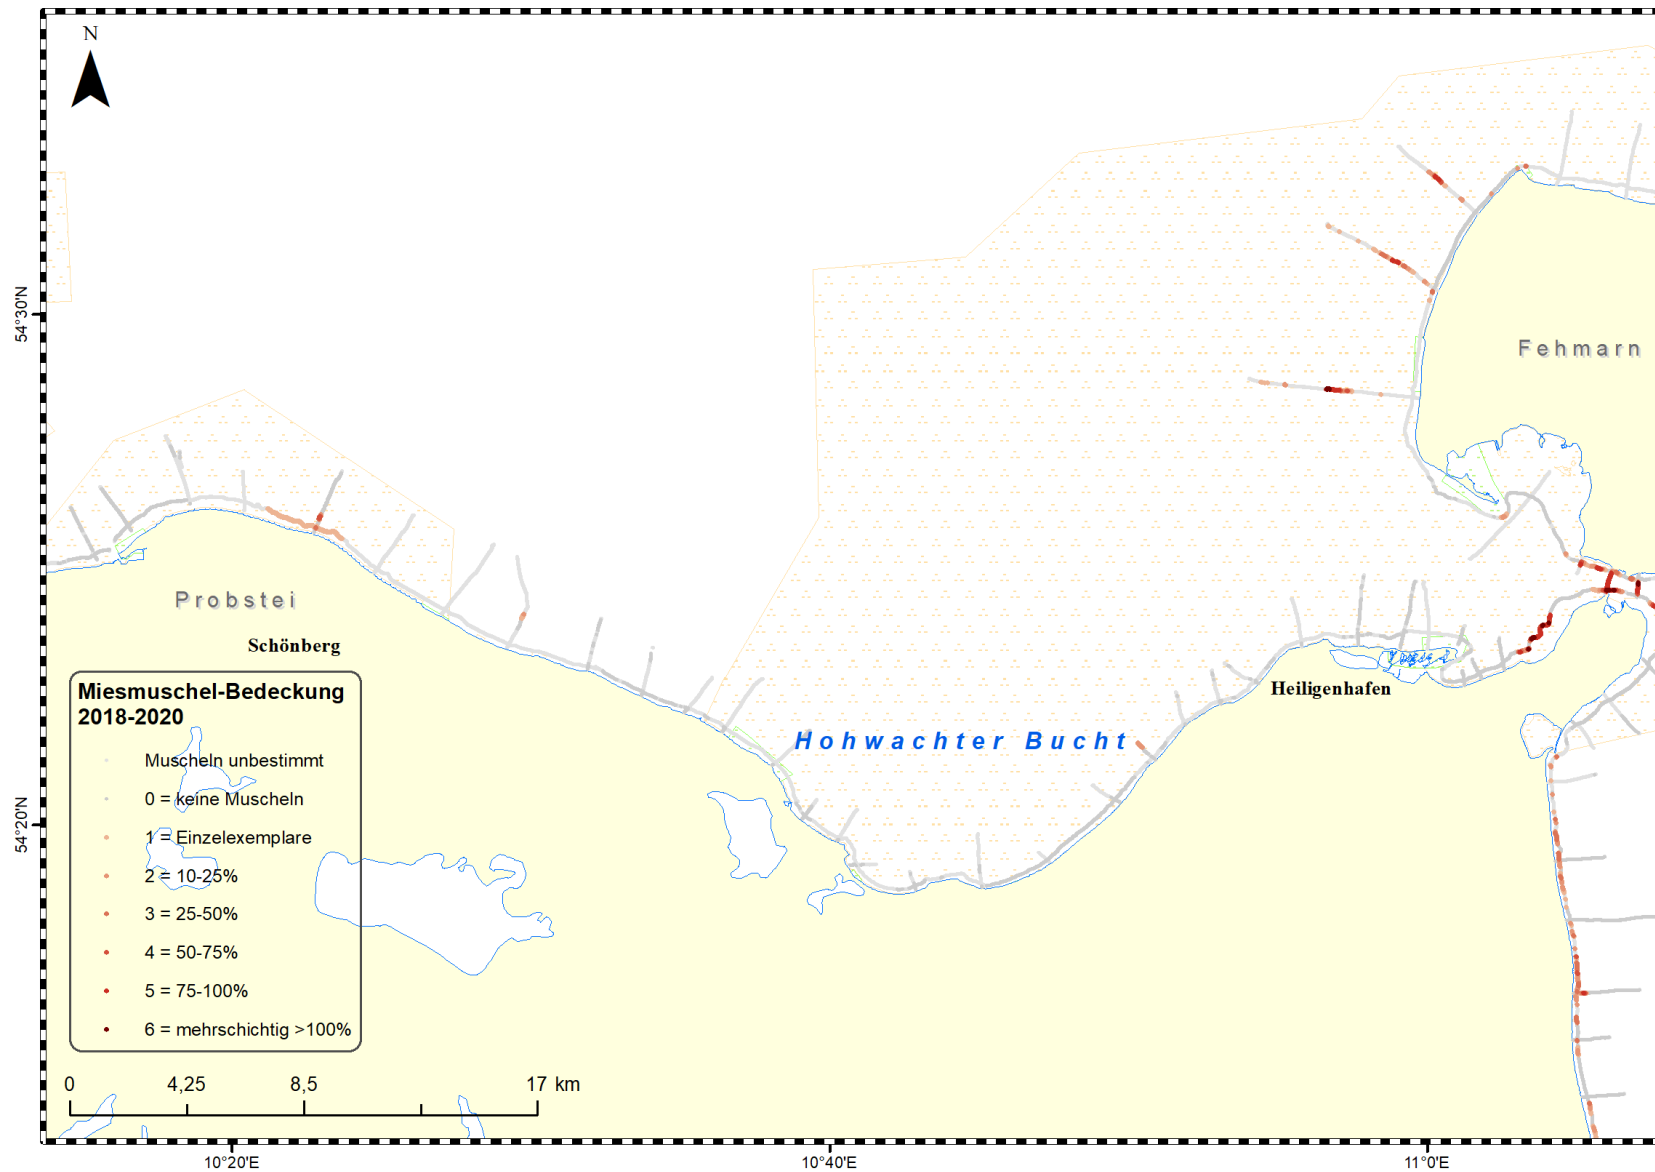 N
54°30'N
Fehmarn
Probstei
Schönberg
Heiligenhafen
Hohwachter Bucht
54°20'N
Miesmuschel-Bedeckung
2018-2020
Muscheln unbestimmt
0 = keine Muscheln
1 = Einzelexemplare
2 = 10-25%
3 = 25-50%
4 = 50-75%
5 = 75-100%
6 = mehrschichtig >100%
0 4,25 8,5 17 km
10°20'E 10°40'E 11°0'E